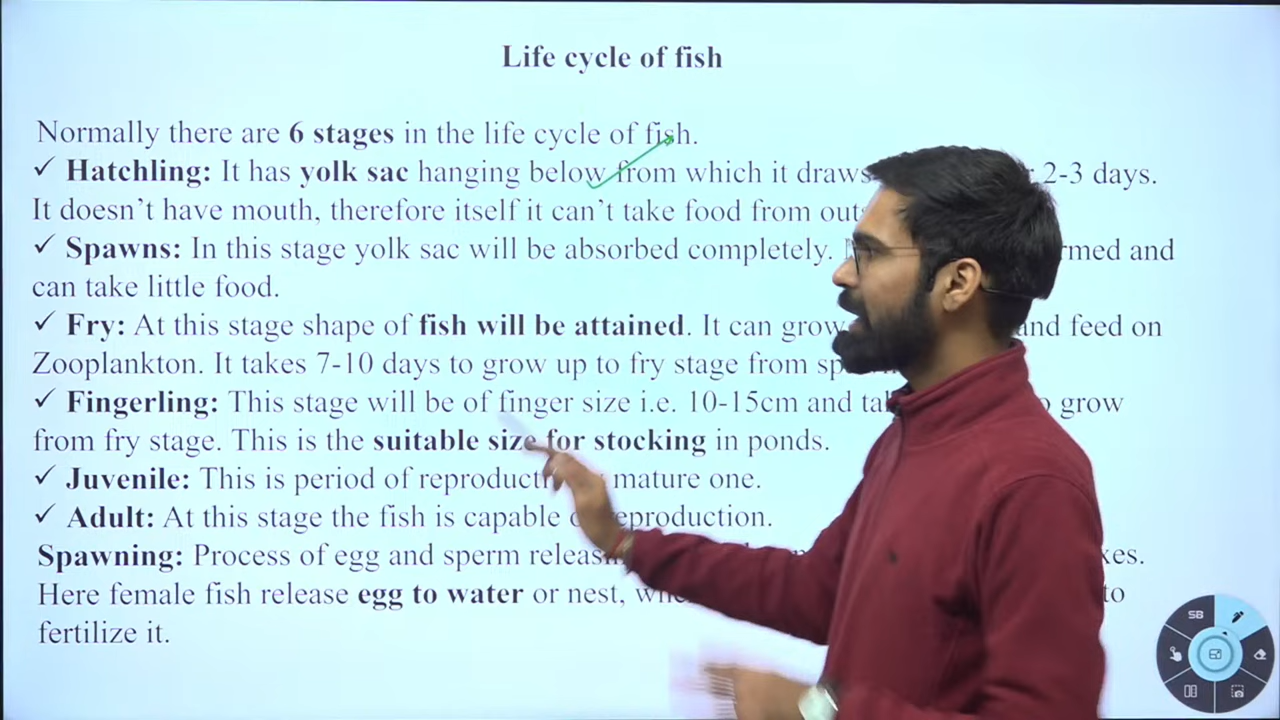 Life cycle of fish
Normally there are 6 stages in the life cycle of fish.
✓ Hatchling: It has yolk sac hanging below from which it draws 2-3 days.
It doesn't have mouth, therefore itself it can't take food from
✓ Spawns: In this stage yolk sac will be absorbed completely. and
can take little food.
✓ Fry: At this stage shape of fish will be attained. It can grow and feed on
Zooplankton. It takes 7-10 days to grow up to fry stage from
✓ Fingerling: This stage will be of finger size i.e. 10-15cm and grow
from fry stage. This is the suitable size for stocking in ponds.
✓ Juvenile: This is period of mature one.
✓ Adult: At this stage the fish is capable reproduction.
Spawning: Process of egg and sperm
Here female fish release egg to water or nest, to
fertilize it.
SB